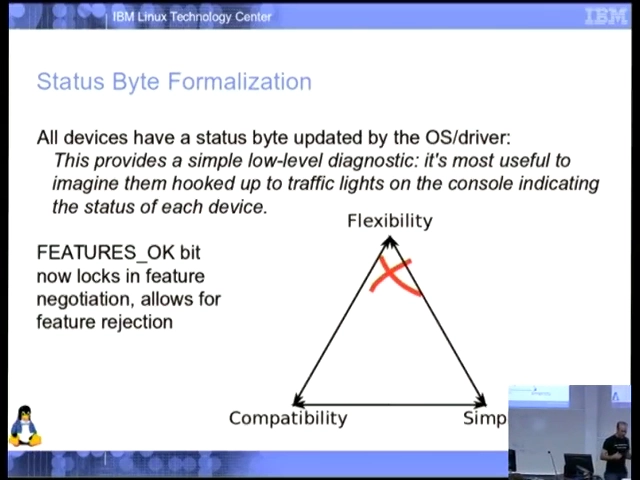 IBM Linux Technology Center
IBM
Status Byte Formalization
All devices have a status byte updated by the OS/driver:
This provides a simple low-level diagnostic: it's most useful to
imagine them hooked up to traffic lights on the console indicating
the status of each device.
Flexibility
FEATURES_OK bit
now locks in feature
negotiation, allows for
feature rejection
Compatibility
Simp